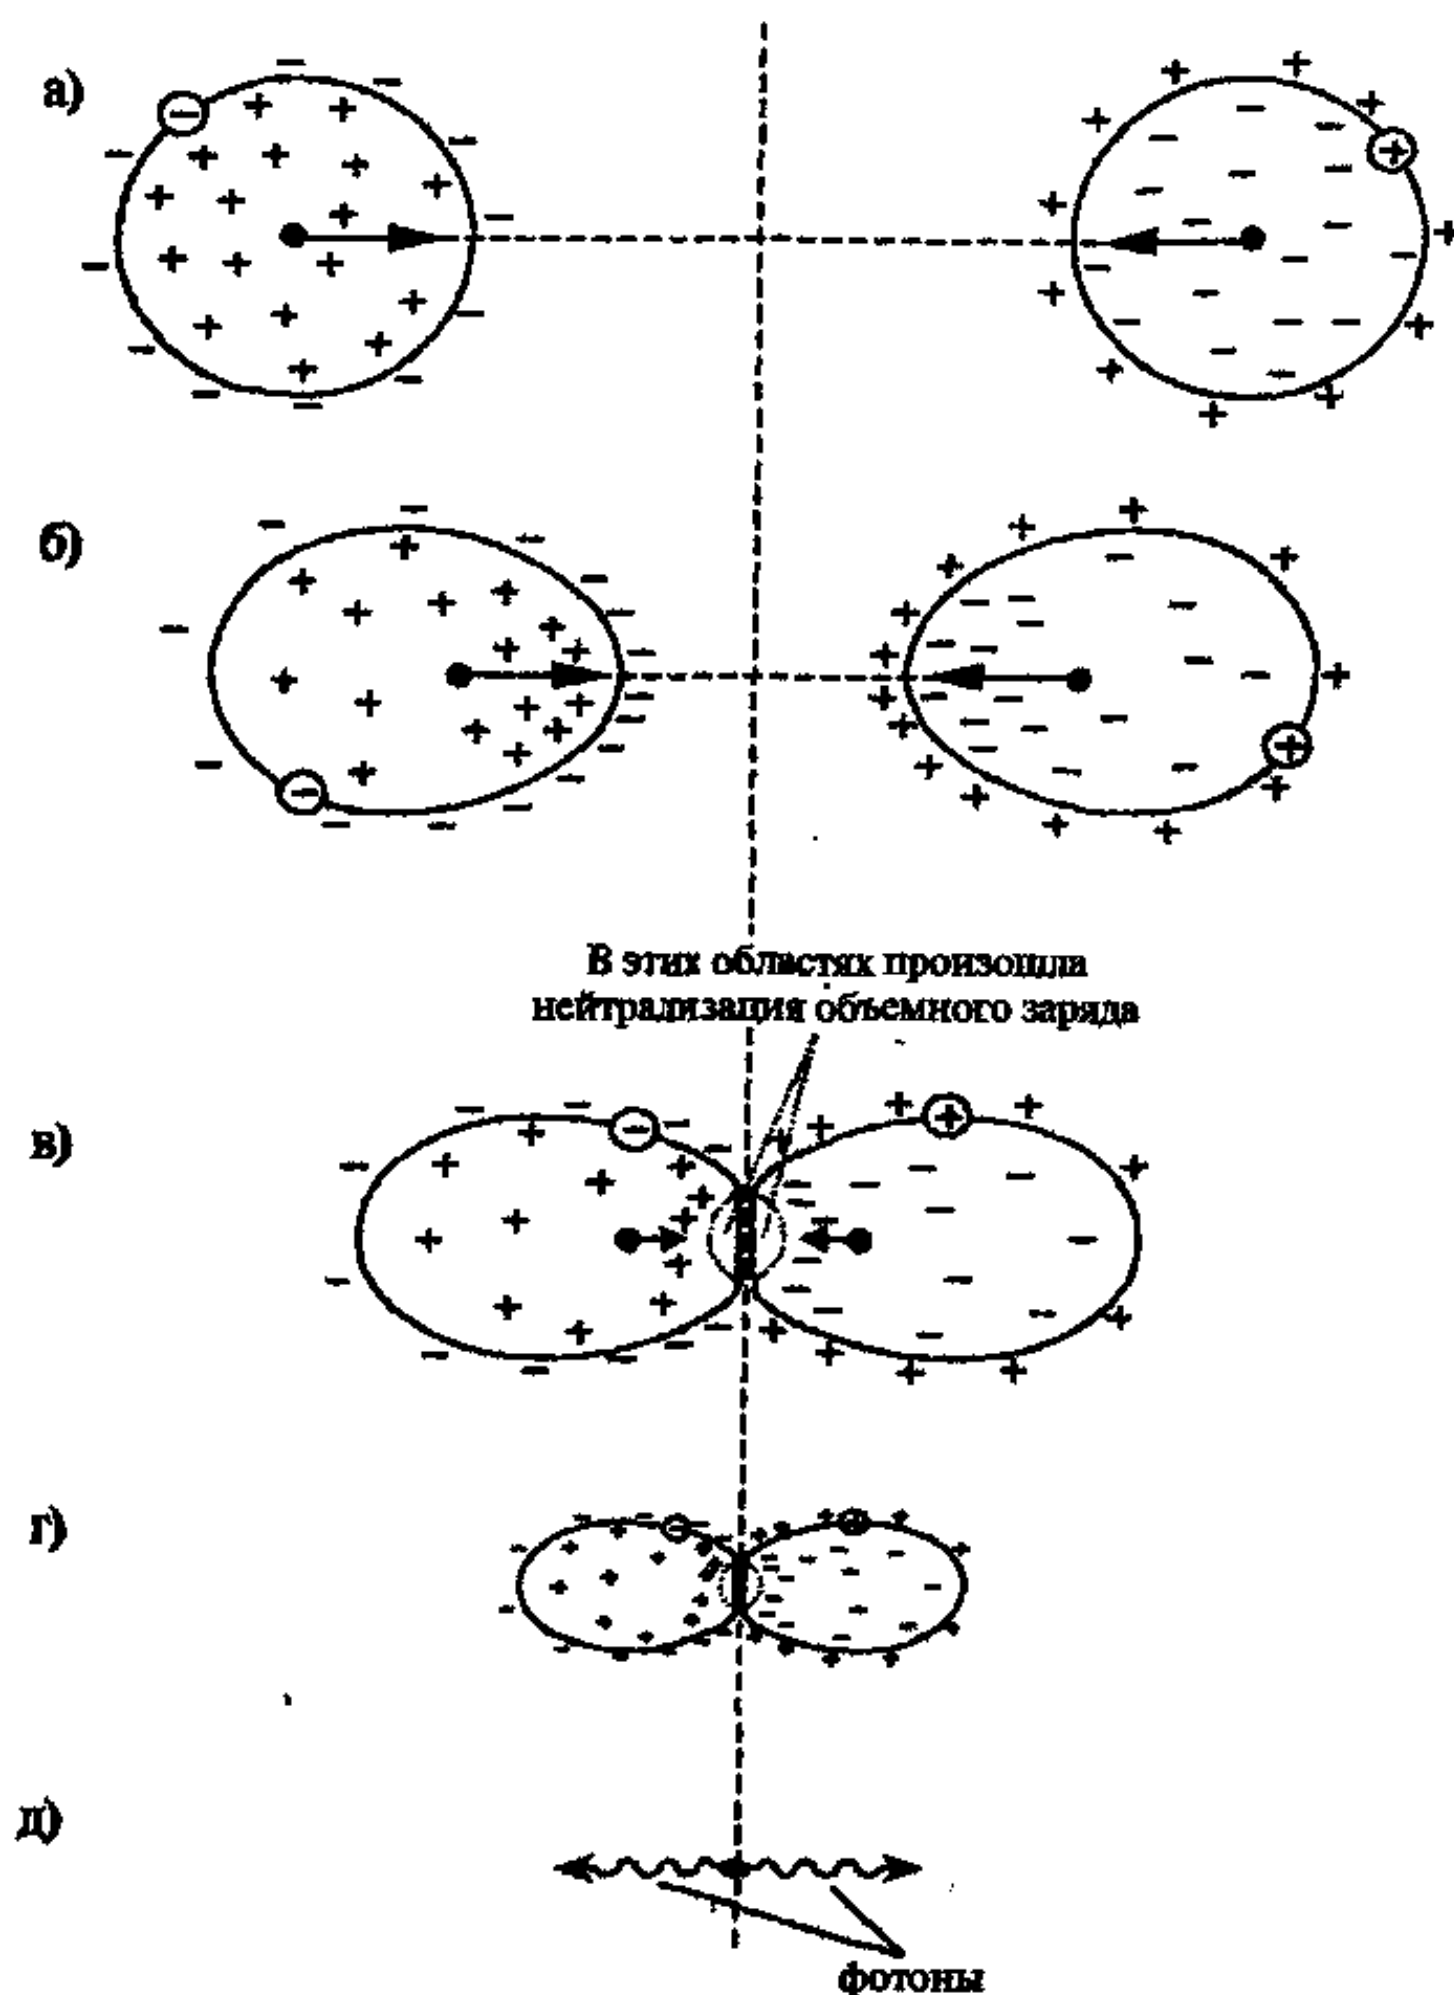 а)
б)
В этих областях произошла
нейтрализация объемного заряда
в)
г)
д)
фотоны